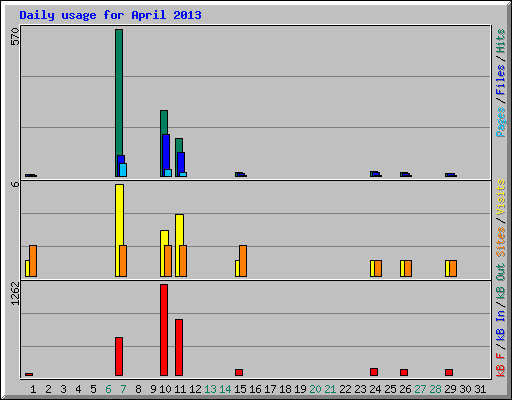 Daily usage for April 2013
570
Pages / Files / Hits
6
Sites / Visits
1262
kB F / kB In / kB Out
1 2 3 4 5 6 7 8 9 10 11 12 13 14 15 16 17 18 19 20 21 22 23 24 25 26 27 28 29 30 31